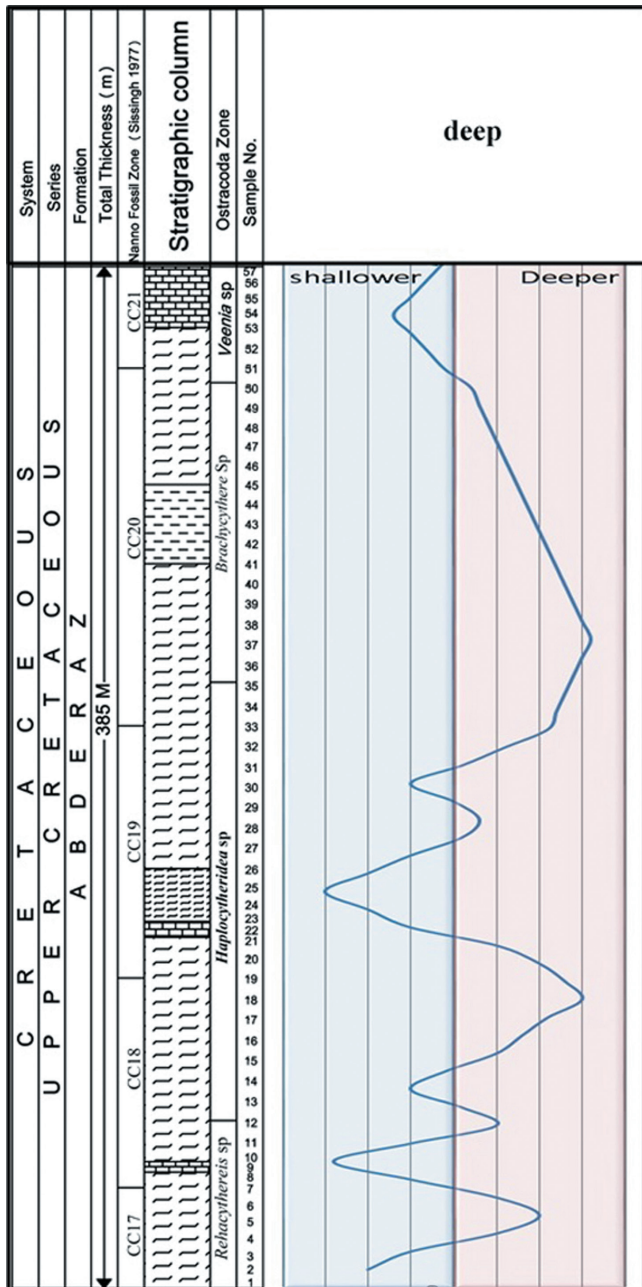 System
Series
Formation
Total Thickness ( m )
Nanno Fossil Zone ( Sissingh 1977 )
Stratigraphic column
Ostracoda Zone
Sample No.
deep
shallower
Deeper
CRETACEOUS
UPPER CRETACEOUS
ABDERAZ
385 M
CC21
CC20
CC19
CC18
CC17
Veenia sp
Brachycythere Sp
Haplocytheridea sp
Rehacythereis sp
57
56
55
54
53
52
51
50
49
48
47
46
45
44
43
42
41
40
39
38
37
36
35
34
33
32
31
30
29
28
27
26
25
24
23
22
21
20
19
18
17
16
15
14
13
12
11
10
9
8
7
6
5
4
3
2
1